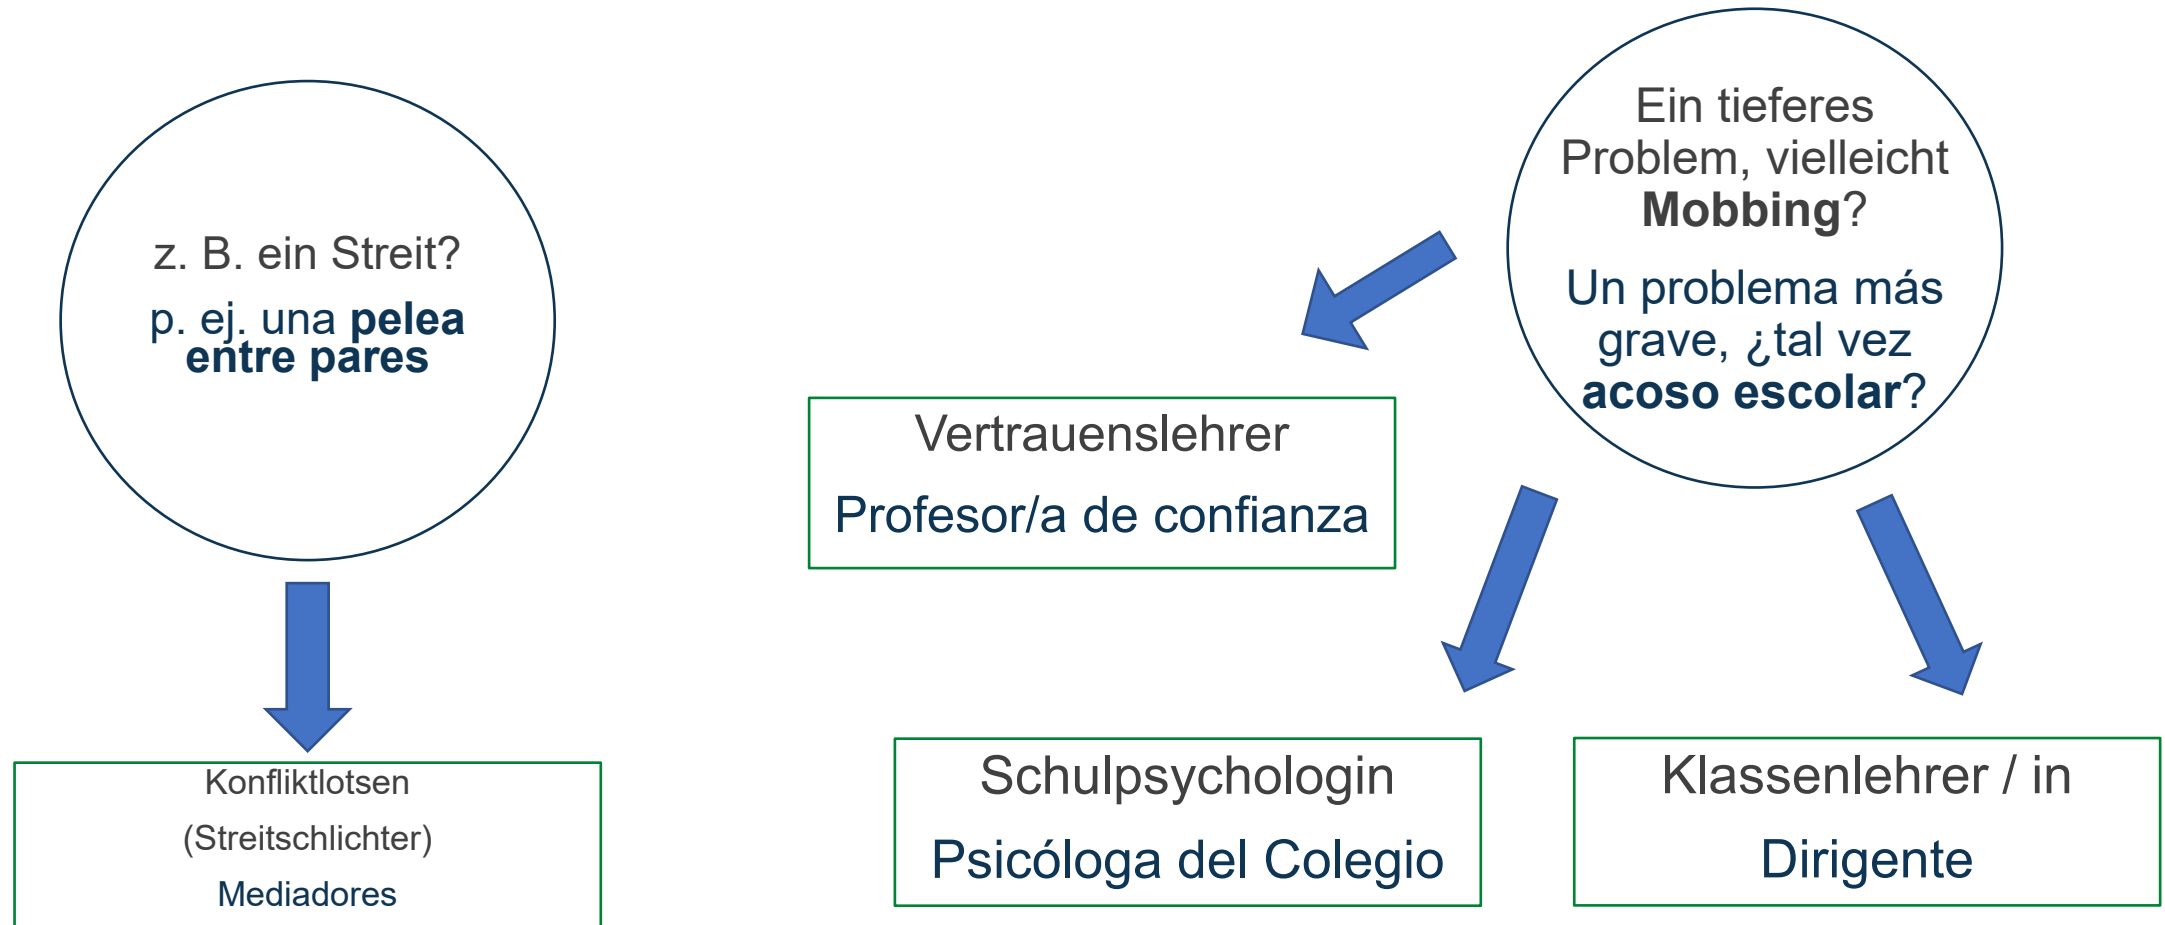 z. B. ein Streit?
p. ej. una pelea
entre pares
Konfliktlotsen
(Streitschlichter)
Mediadores
Ein tieferes
Problem, vielleicht
Mobbing?
Un problema más
grave, ¿tal vez
acoso escolar?
Vertrauenslehrer
Profesor/a de confianza
Schulpsychologin
Psicóloga del Colegio
Klassenlehrer / in
Dirigente